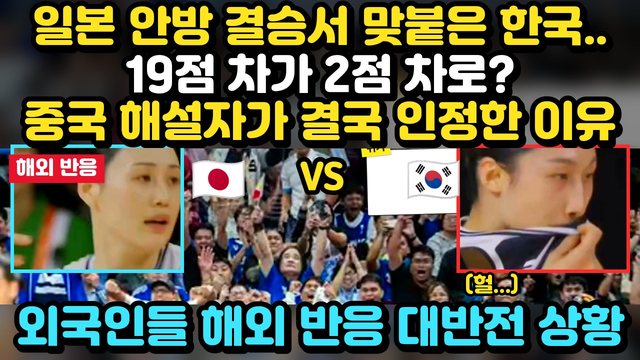 일본 안방 결승서 맞붙은 한국..
19점 차가 2점 차로?
중국 해설자가 결국 인정한 이유
해외 반응
VS
(헐...)
외국인들 해외 반응 대반전 상황